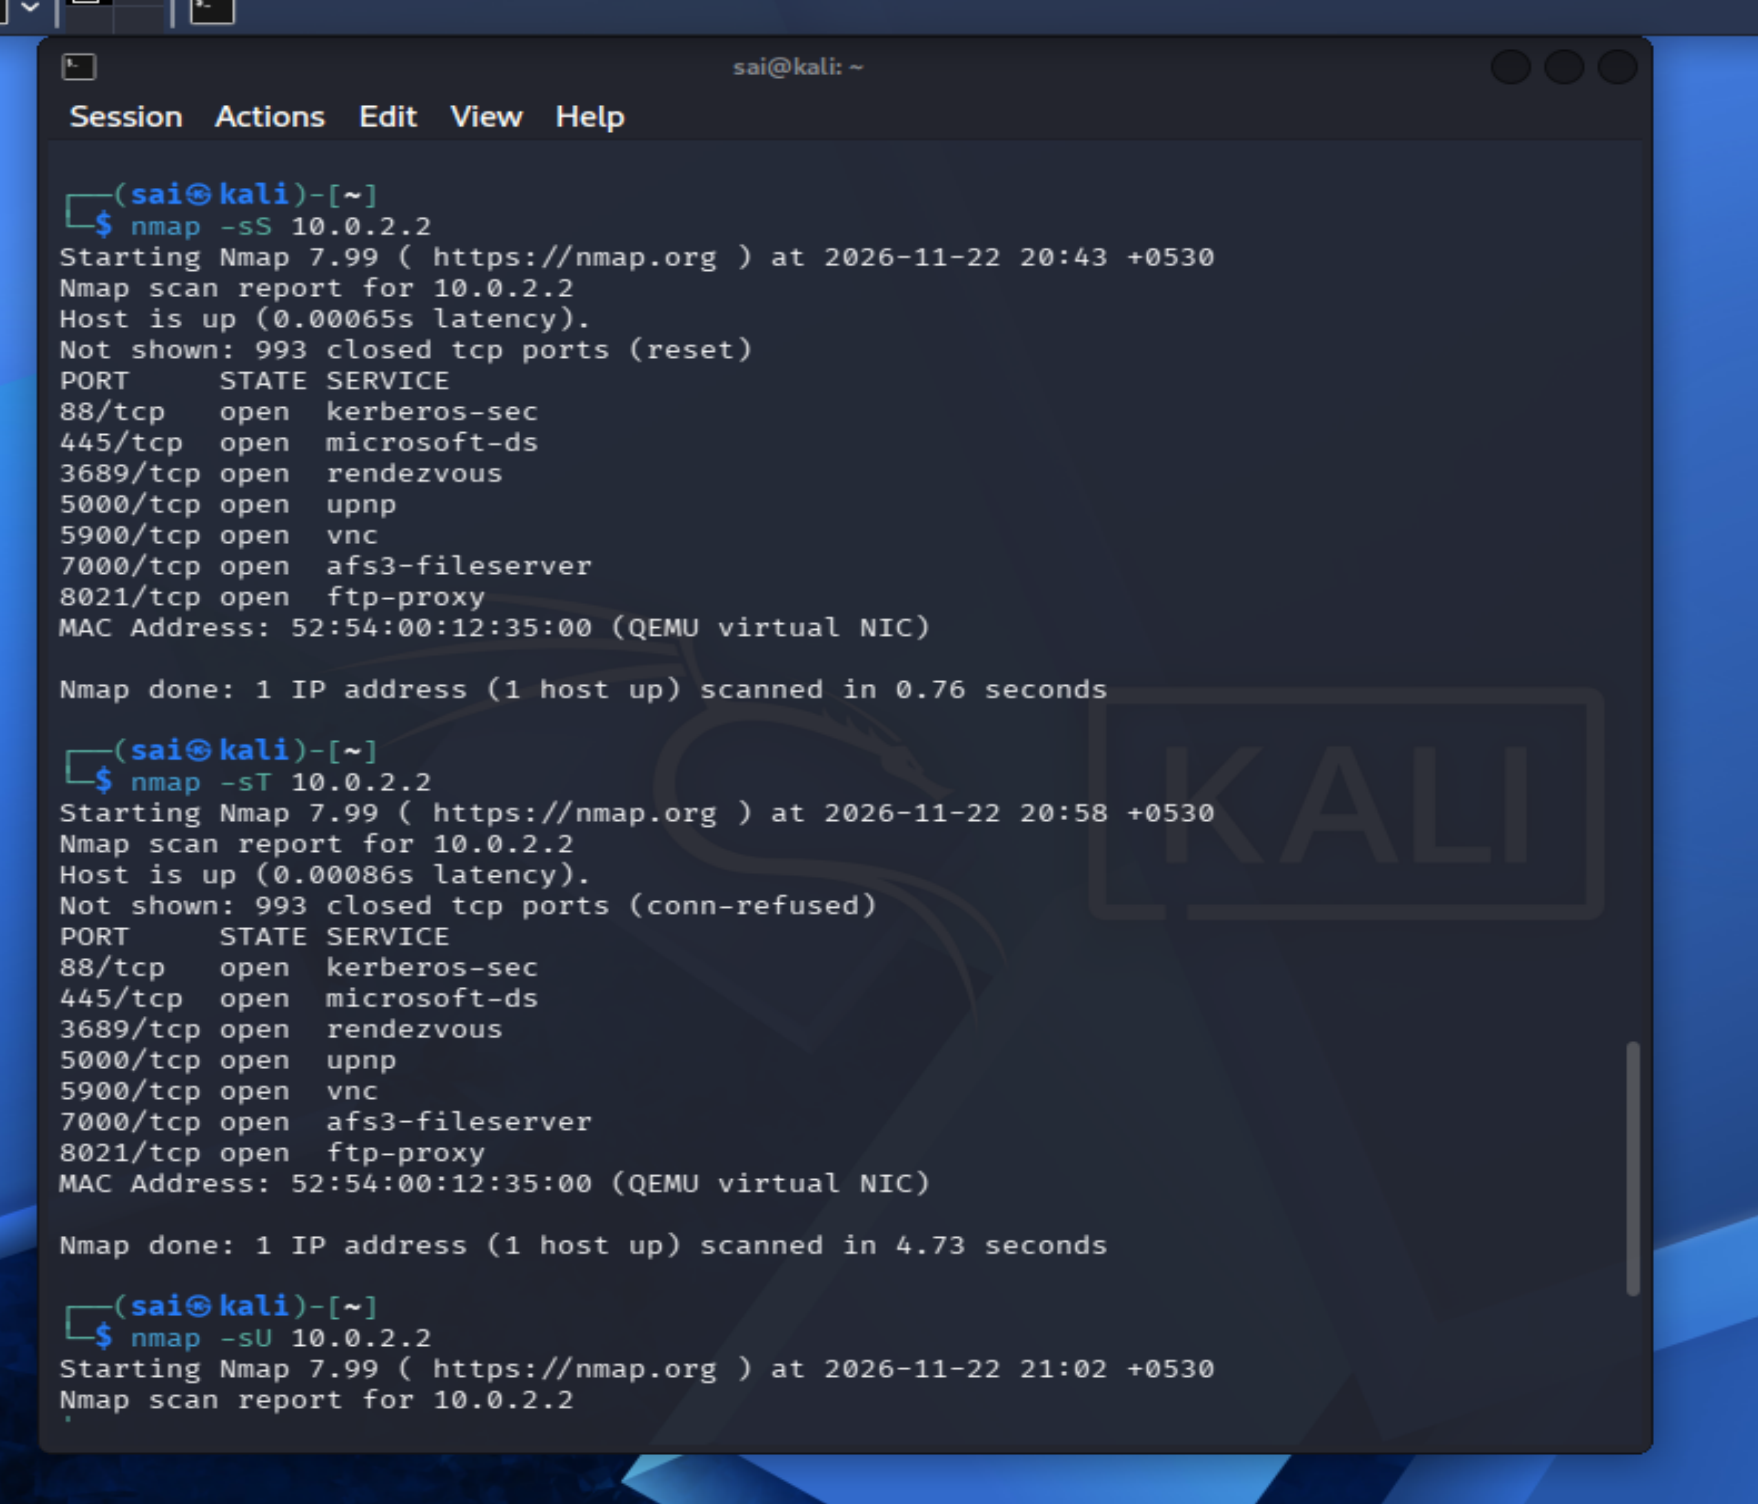 sai@kali: ~
Session Actions Edit View Help
┌──(sai㉿kali)-[~]
└─$ nmap -sS 10.0.2.2
Starting Nmap 7.99 ( https://nmap.org ) at 2026-11-22 20:43 +0530
Nmap scan report for 10.0.2.2
Host is up (0.00065s latency).
Not shown: 993 closed tcp ports (reset)
PORT     STATE SERVICE
88/tcp   open  kerberos-sec
445/tcp  open  microsoft-ds
3689/tcp open  rendezvous
5000/tcp open  upnp
5900/tcp open  vnc
7000/tcp open  afs3-fileserver
8021/tcp open  ftp-proxy
MAC Address: 52:54:00:12:35:00 (QEMU virtual NIC)
Nmap done: 1 IP address (1 host up) scanned in 0.76 seconds
┌──(sai㉿kali)-[~]
└─$ nmap -sT 10.0.2.2
Starting Nmap 7.99 ( https://nmap.org ) at 2026-11-22 20:58 +0530
Nmap scan report for 10.0.2.2
Host is up (0.00086s latency).
Not shown: 993 closed tcp ports (conn-refused)
PORT     STATE SERVICE
88/tcp   open  kerberos-sec
445/tcp  open  microsoft-ds
3689/tcp open  rendezvous
5000/tcp open  upnp
5900/tcp open  vnc
7000/tcp open  afs3-fileserver
8021/tcp open  ftp-proxy
MAC Address: 52:54:00:12:35:00 (QEMU virtual NIC)
Nmap done: 1 IP address (1 host up) scanned in 4.73 seconds
┌──(sai㉿kali)-[~]
└─$ nmap -sU 10.0.2.2
Starting Nmap 7.99 ( https://nmap.org ) at 2026-11-22 21:02 +0530
Nmap scan report for 10.0.2.2
KALI